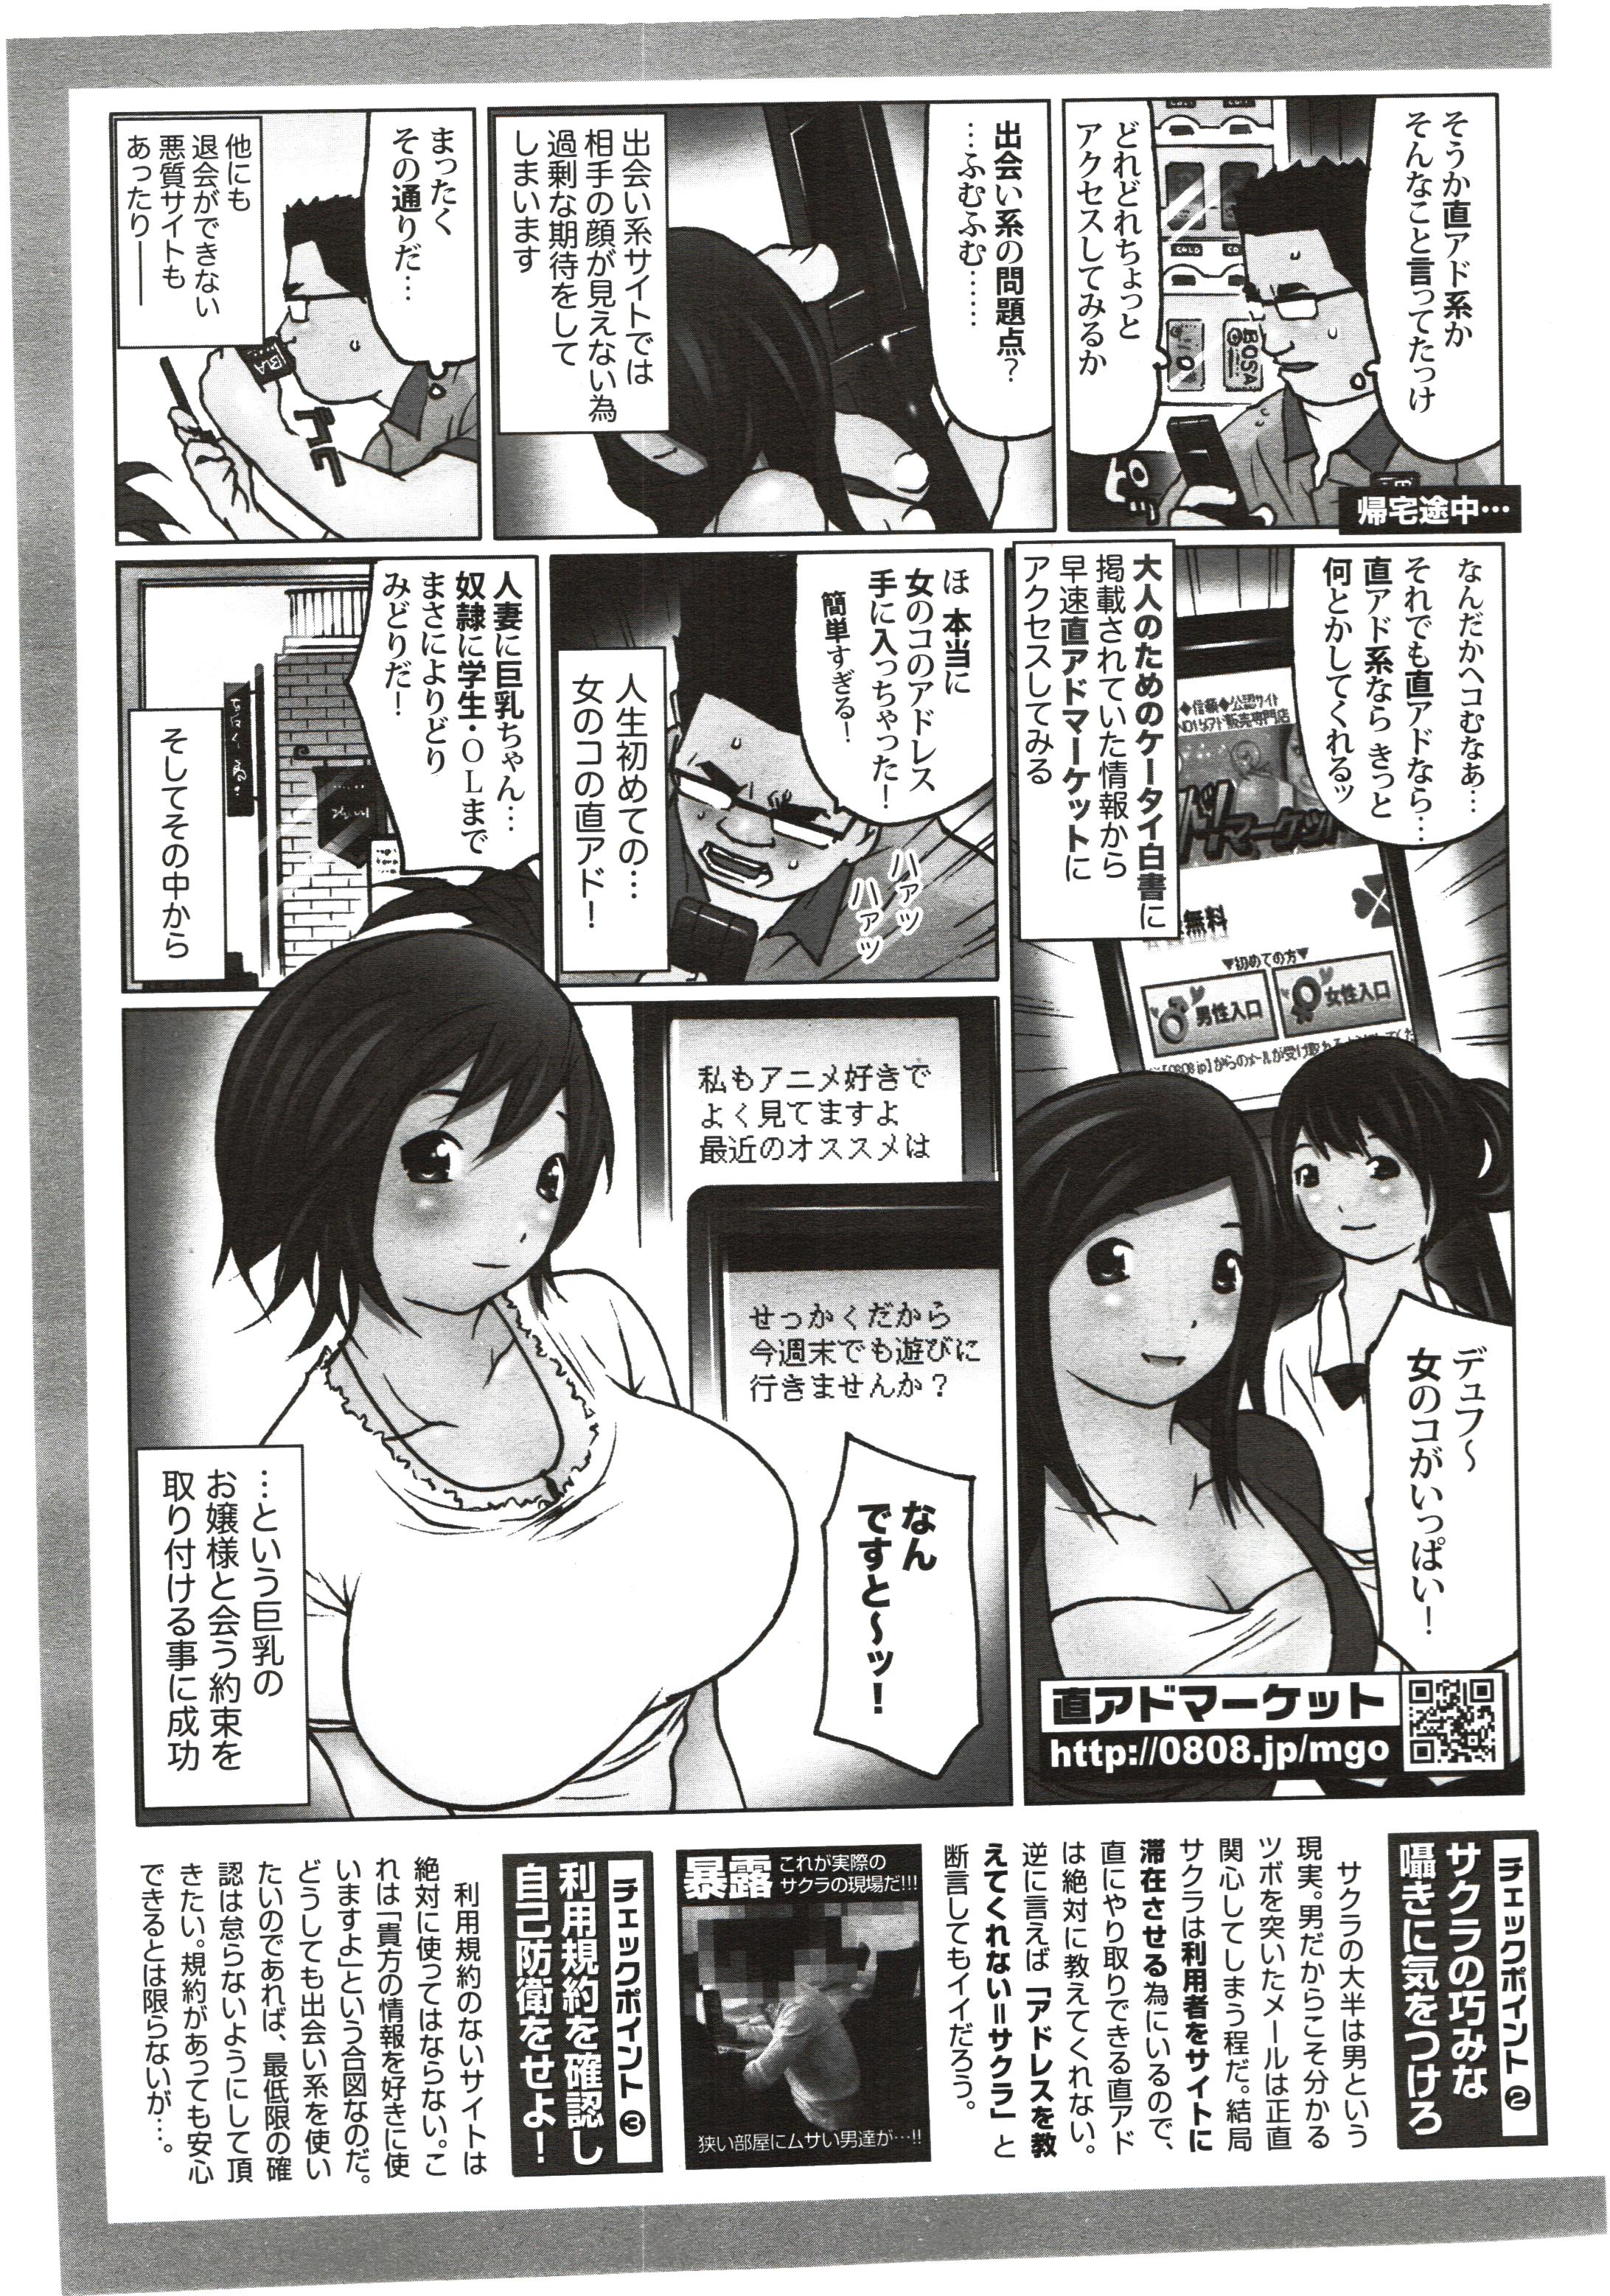 そうか直アド系か
そんなこと言ってたっけ
どれどれちょっと
アクセスしてみるか
COLD
COLD
COLD
BOSA
帰宅途中…
出会い系の問題点？
…ふむふむ……
出会い系サイトでは
相手の顔が見えない為
過剰な期待をして
しまいます
まったく
その通りだ…
BLA
ゴクゴク
他にも
退会ができない
悪質サイトも
あったり――
なんだかヘコむなぁ…
それでも直アドなら…
直アド系なら きっと
何とかしてくれるッ
大人のためのケータイ白書に
掲載されていた情報から
早速直アドマーケットに
アクセスしてみる
◆信頼◆公認サイト
販売専門店
マーケット
無料
▼初めての方▼
男性入口
女性入口
デュフ～
女のコがいっぱい！
直アドマーケット
http://0808.jp/mgo
ほ 本当に
女のコのアドレス
手に入っちゃった！
簡単すぎる！
ハァッ
ハァッ
人生初めての…
女のコの直アド！
人妻に巨乳ちゃん…
奴隷に学生・OLまで
まさによりどり
みどりだ！
そしてその中から
私もアニメ好きで
よく見てますよ
最近のオススメは
せっかくだから
今週末でも遊びに
行きませんか？
なん
ですと～ッ！
…という巨乳の
お嬢様と会う約束を
取り付ける事に成功
チェックポイント❷
サクラの巧みな
囁きに気をつけろ
サクラの大半は男という
現実。男だからこそ分かる
ツボを突いたメールは正直
関心してしまう程だ。結局
サクラは利用者をサイトに
滞在させる為にいるので、
直にやり取りできる直アド
は絶対に教えてくれない。
逆に言えば「アドレスを教
えてくれない＝サクラ」と
断言してもイイだろう。
暴露
これが実際の
サクラの現場だ!!!
狭い部屋にムサい男達が…!!
チェックポイント❸
利用規約を確認し
自己防衛をせよ！
利用規約のないサイトは
絶対に使ってはならない。こ
れは「貴方の情報を好きに使
いますよ」という合図なのだ。
どうしても出会い系を使い
たいのであれば、最低限の確
認は怠らないようにして頂
きたい。規約があっても安心
できるとは限らないが…。